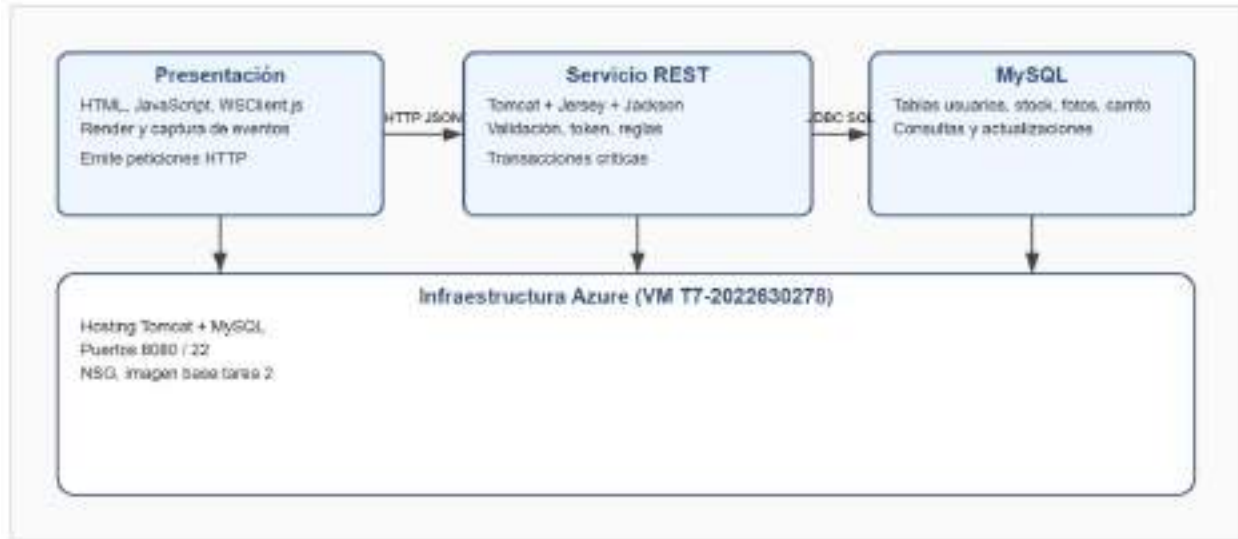 Presentación
HTML, JavaScript, WSClient.js
Render y captura de eventos
Emite peticiones HTTP
HTTP JSON
Servicio REST
Tomcat + Jersey + Jackson
Validación, token, reglas
Transacciones críticas
JDBC SQL
MySQL
Tablas usuarios, stock, fotos, carrito
Consultas y actualizaciones
Infraestructura Azure (VM T7-2022630278)
Hosting Tomcat + MySQL
Puertos 8080 / 22
NSG, imagen base tarea 2